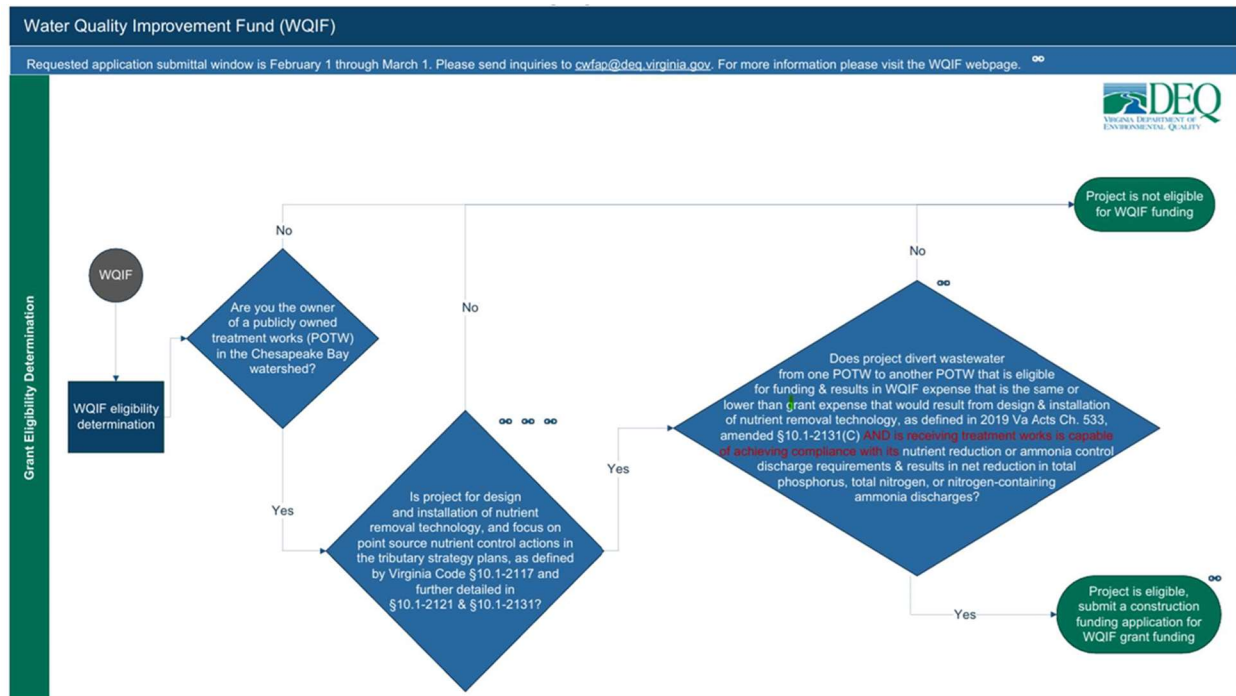 Water Quality Improvement Fund (WQIF)
Requested application submittal window is February 1 through March 1. Please send inquiries to cwfap@deq.virginia.gov. For more information please visit the WQIF webpage.
DEQ
VIRGINIA DEPARTMENT OF
ENVIRONMENTAL QUALITY
Grant Eligibility Determination
WQIF
WQIF eligibility
determination
No
Are you the owner
of a publicly owned
treatment works (POTW)
in the Chesapeake Bay
watershed?
Yes
No
Is project for design
and installation of nutrient
removal technology, and focus on
point source nutrient control actions in
the tributary strategy plans, as defined
by Virginia Code §10.1-2117 and
further detailed in
§10.1-2121 & §10.1-2131?
Yes
No
Does project divert wastewater
from one POTW to another POTW that is eligible
for funding & results in WQIF expense that is the same or
lower than grant expense that would result from design & installation
of nutrient removal technology, as defined in 2019 Va Acts Ch. 533,
amended §10.1-2131(C) AND is receiving treatment works is capable
of achieving compliance with its nutrient reduction or ammonia control
discharge requirements & results in net reduction in total
phosphorus, total nitrogen, or nitrogen-containing
ammonia discharges?
Yes
Project is not eligible
for WQIF funding
Project is eligible,
submit a construction
funding application for
WQIF grant funding